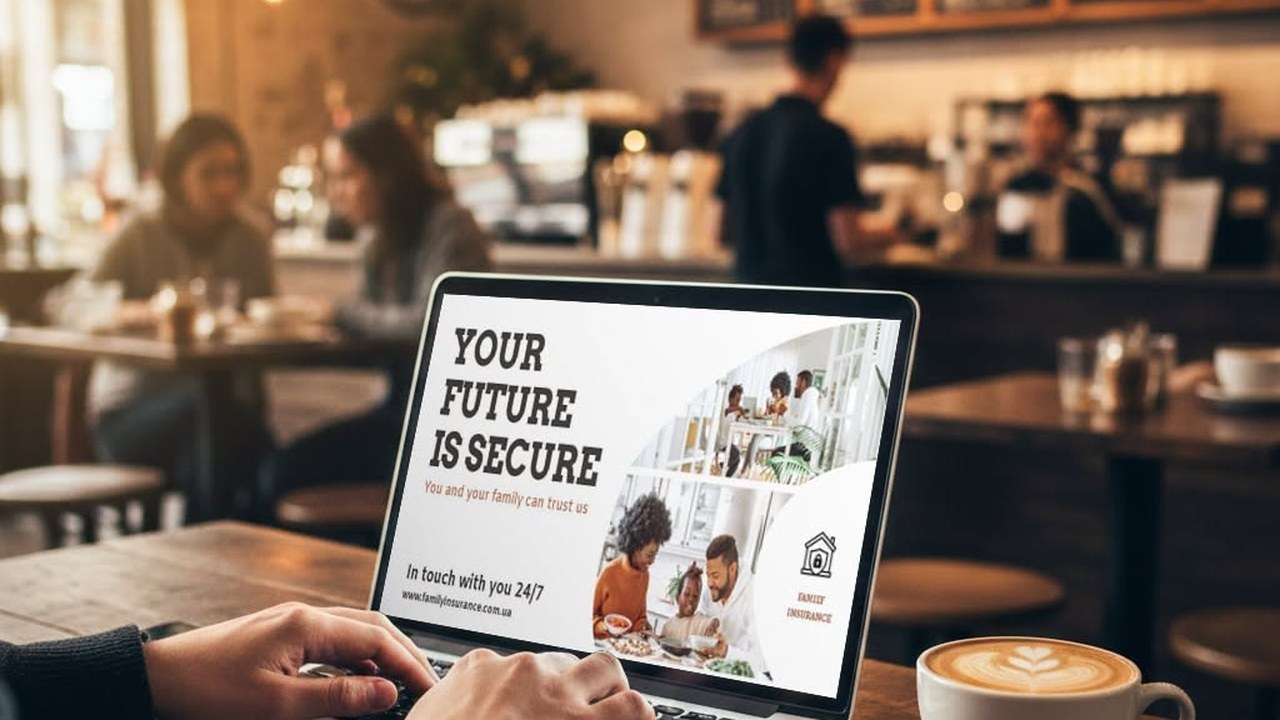 YOUR
FUTURE
IS SECURE
You and your family can trust us
In touch with you 24/7
www.familyinsurance.com.ua
FAMILY
INSURANCE